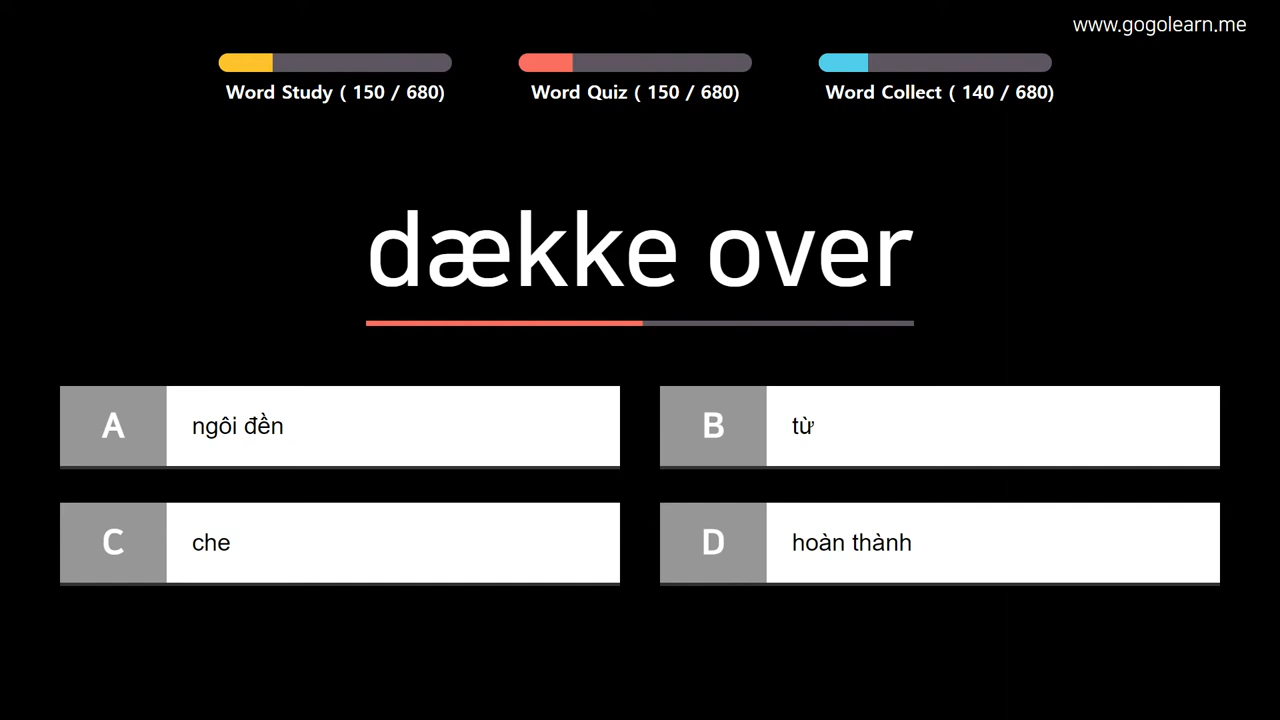 www.gogolearn.me
Word Study ( 150 / 680)
Word Quiz ( 150 / 680)
Word Collect ( 140 / 680)
dække over
A ngôi đền
B từ
C che
D hoàn thành